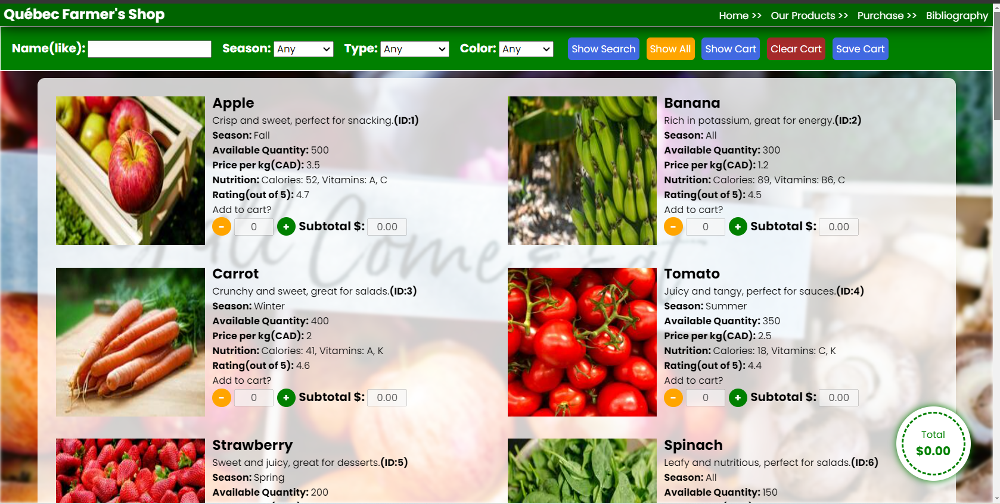 Québec Farmer's Shop
Home >> Our Products >> Purchase >> Bibliography
Name(like): Season: Any Type: Any Color: Any Show Search Show All Show Cart Clear Cart Save Cart
Apple
Crisp and sweet, perfect for snacking.(ID:1)
Season: Fall
Available Quantity: 500
Price per kg(CAD): 3.5
Nutrition: Calories: 52, Vitamins: A, C
Rating(out of 5): 4.7
Add to cart?
- 0 + Subtotal $: 0.00
Banana
Rich in potassium, great for energy.(ID:2)
Season: All
Available Quantity: 300
Price per kg(CAD): 1.2
Nutrition: Calories: 89, Vitamins: B6, C
Rating(out of 5): 4.5
Add to cart?
- 0 + Subtotal $: 0.00
Carrot
Crunchy and sweet, great for salads.(ID:3)
Season: Winter
Available Quantity: 400
Price per kg(CAD): 2
Nutrition: Calories: 41, Vitamins: A, K
Rating(out of 5): 4.6
Add to cart?
- 0 + Subtotal $: 0.00
Tomato
Juicy and tangy, perfect for sauces.(ID:4)
Season: Summer
Available Quantity: 350
Price per kg(CAD): 2.5
Nutrition: Calories: 18, Vitamins: C, K
Rating(out of 5): 4.4
Add to cart?
- 0 + Subtotal $: 0.00
Strawberry
Sweet and juicy, great for desserts.(ID:5)
Season: Spring
Available Quantity: 200
Spinach
Leafy and nutritious, perfect for salads.(ID:6)
Season: All
Available Quantity: 150
Total
$0.00
all Come & Eat